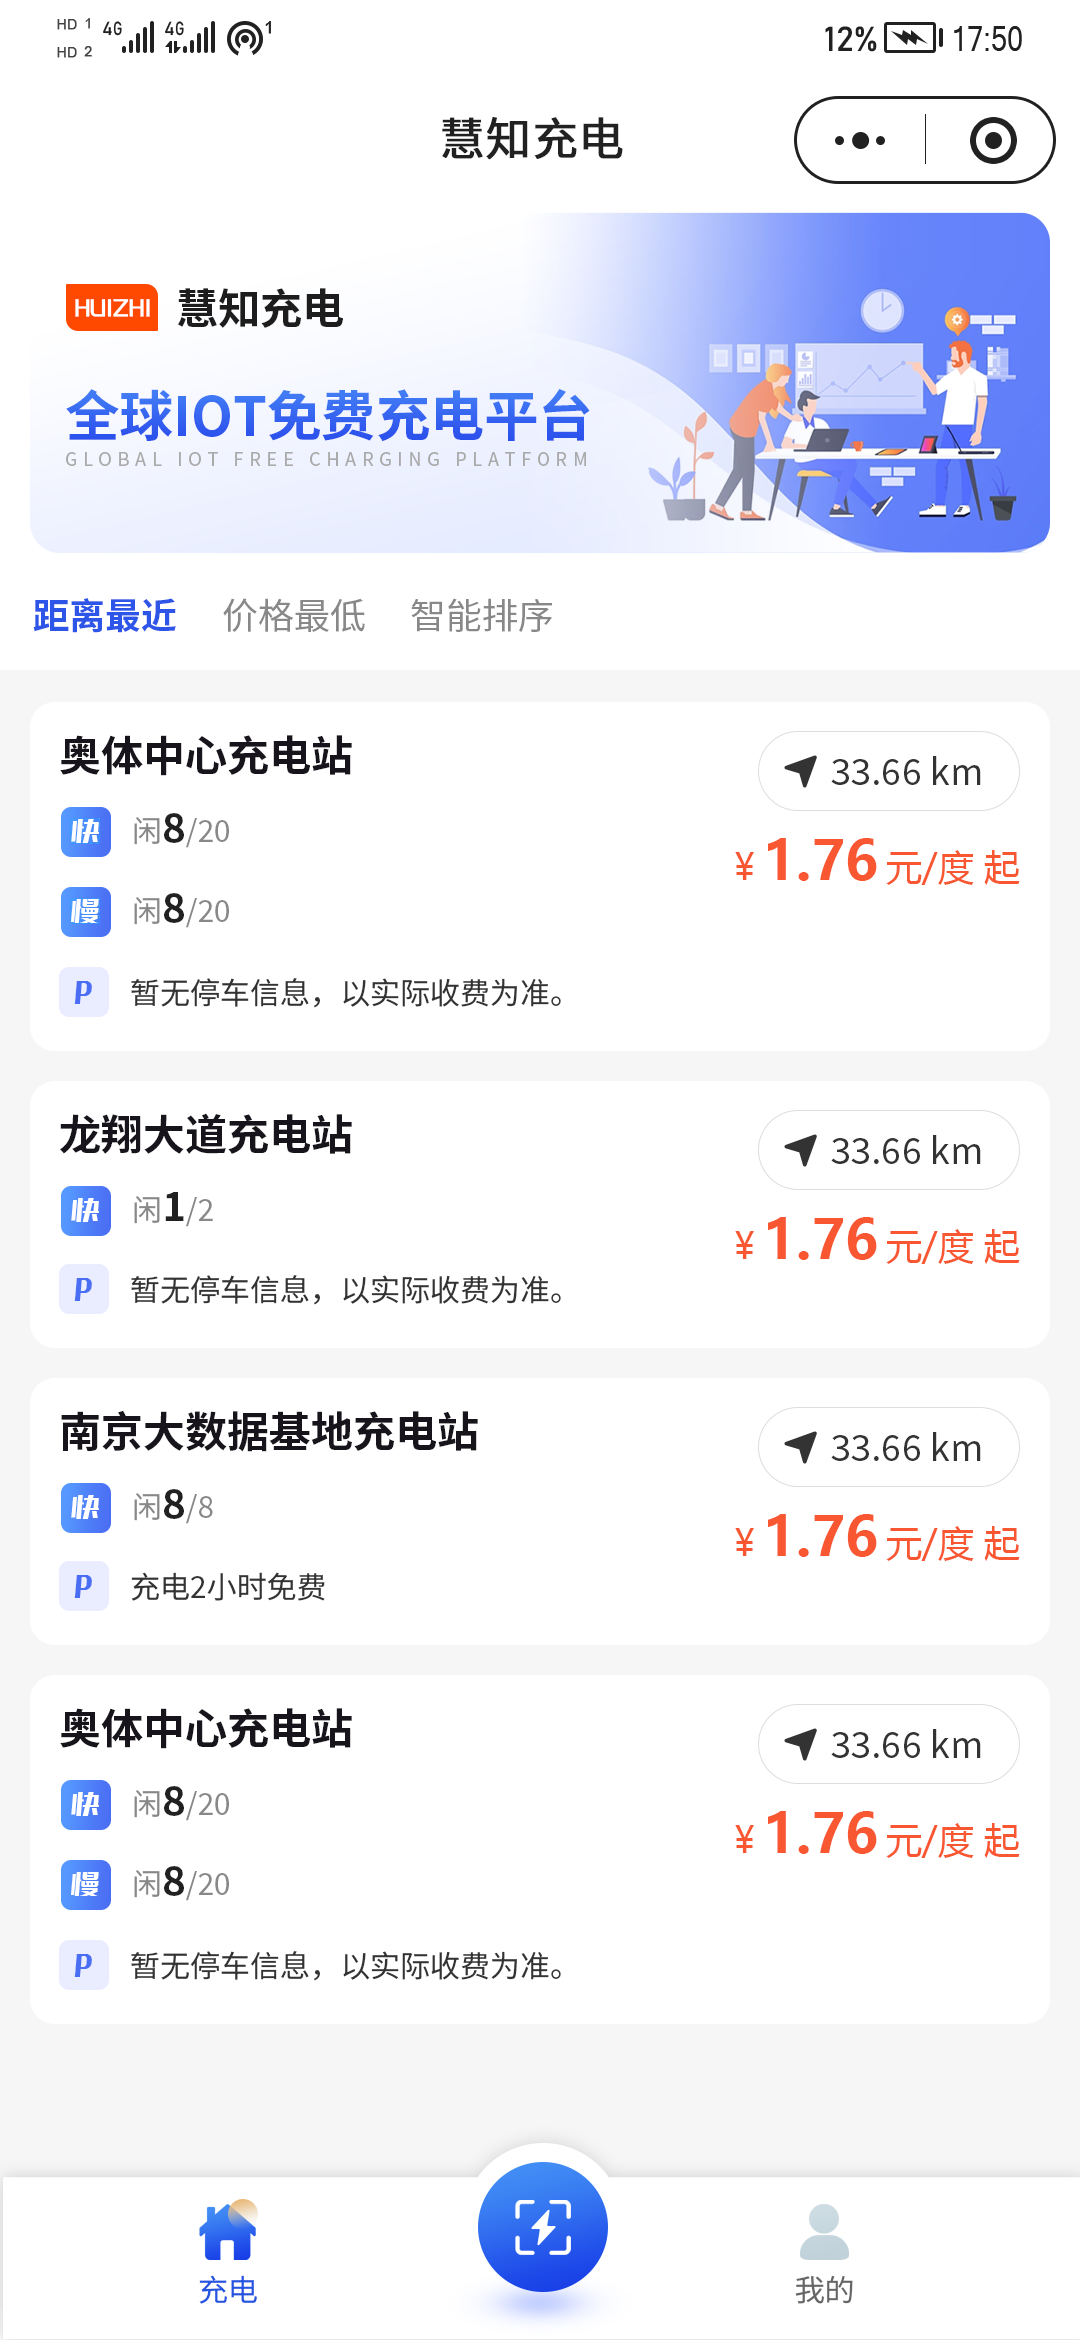 HD 1
HD 2
4G
4G
1
12%
17:50
慧知充电
HUIZHI 慧知充电
全球IOT免费充电平台
GLOBAL IOT FREE CHARGING PLATFORM
距离最近 价格最低 智能排序
奥体中心充电站
33.66 km
快 闲8/20
¥ 1.76 元/度 起
慢 闲8/20
P 暂无停车信息，以实际收费为准。
龙翔大道充电站
33.66 km
快 闲1/2
¥ 1.76 元/度 起
P 暂无停车信息，以实际收费为准。
南京大数据基地充电站
33.66 km
快 闲8/8
¥ 1.76 元/度 起
P 充电2小时免费
奥体中心充电站
33.66 km
快 闲8/20
¥ 1.76 元/度 起
慢 闲8/20
P 暂无停车信息，以实际收费为准。
充电 我的